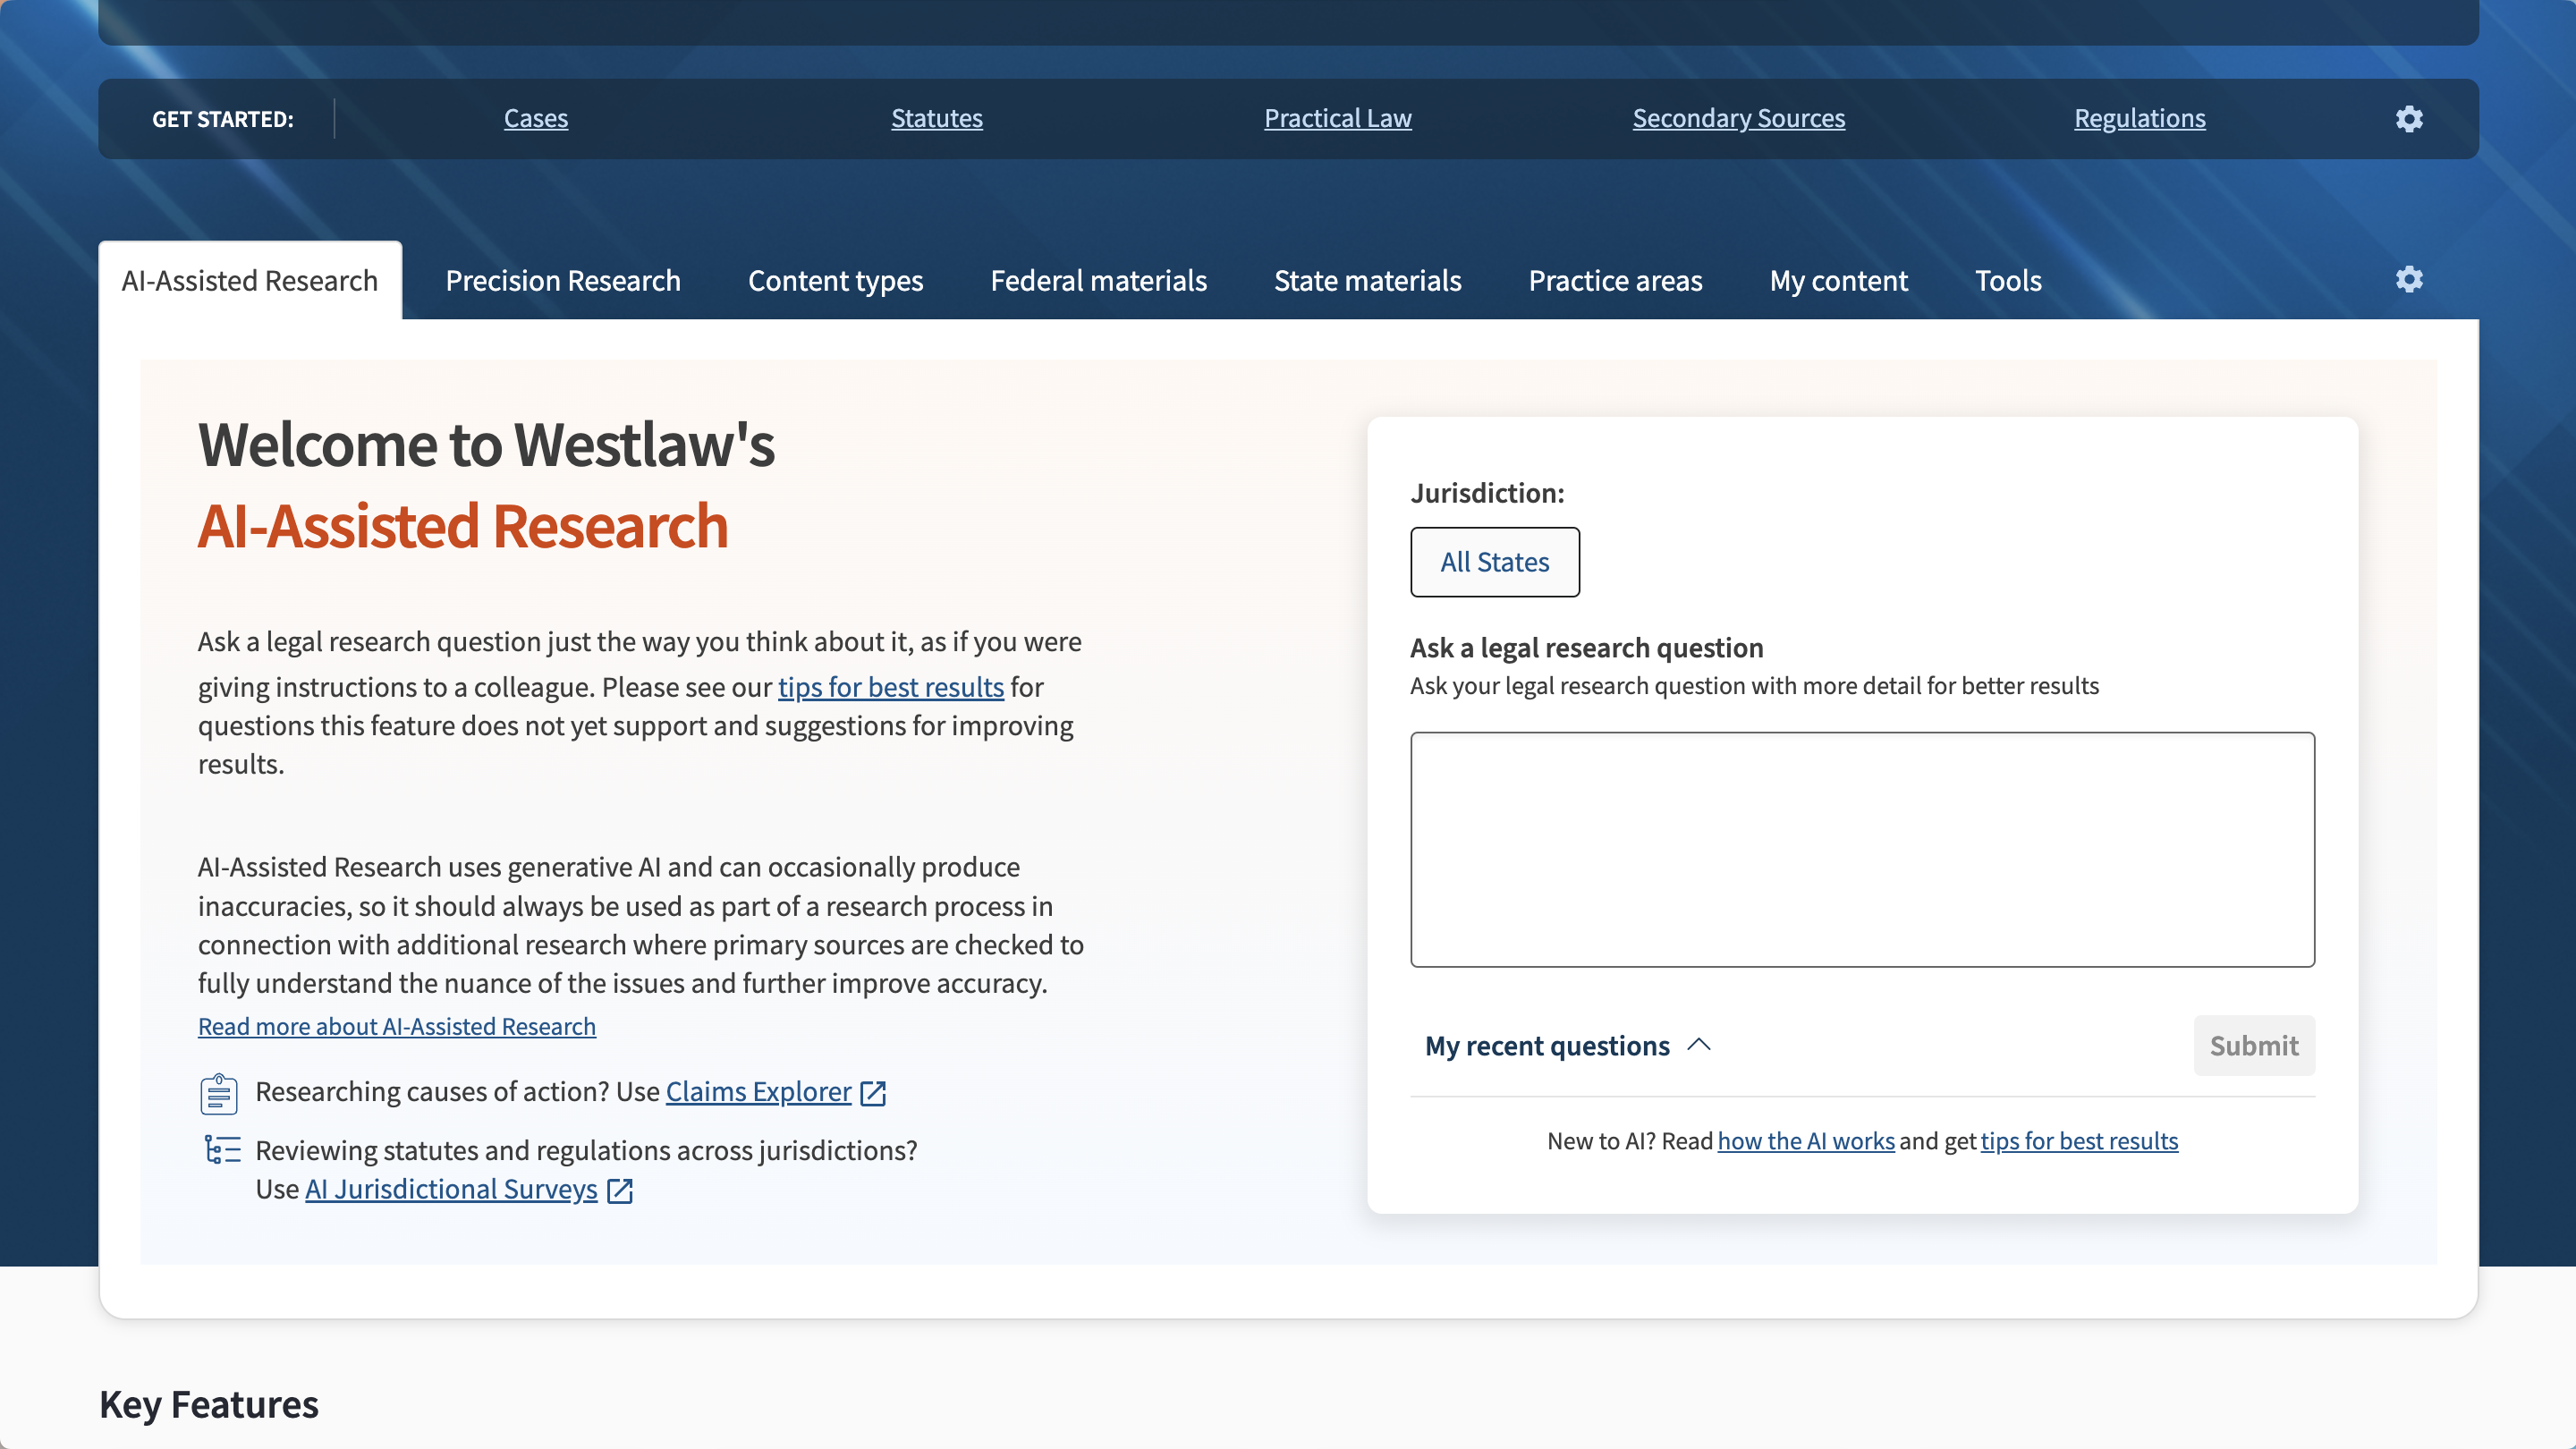 GET STARTED:
Cases
Statutes
Practical Law
Secondary Sources
Regulations
AI-Assisted Research
Precision Research
Content types
Federal materials
State materials
Practice areas
My content
Tools
Welcome to Westlaw's
AI-Assisted Research
Ask a legal research question just the way you think about it, as if you were
giving instructions to a colleague. Please see our tips for best results for
questions this feature does not yet support and suggestions for improving
results.
AI-Assisted Research uses generative AI and can occasionally produce
inaccuracies, so it should always be used as part of a research process in
connection with additional research where primary sources are checked to
fully understand the nuance of the issues and further improve accuracy.
Read more about AI-Assisted Research
Researching causes of action? Use Claims Explorer
Reviewing statutes and regulations across jurisdictions?
Use AI Jurisdictional Surveys
Jurisdiction:
All States
Ask a legal research question
Ask your legal research question with more detail for better results
My recent questions
Submit
New to AI? Read how the AI works and get tips for best results
Key Features